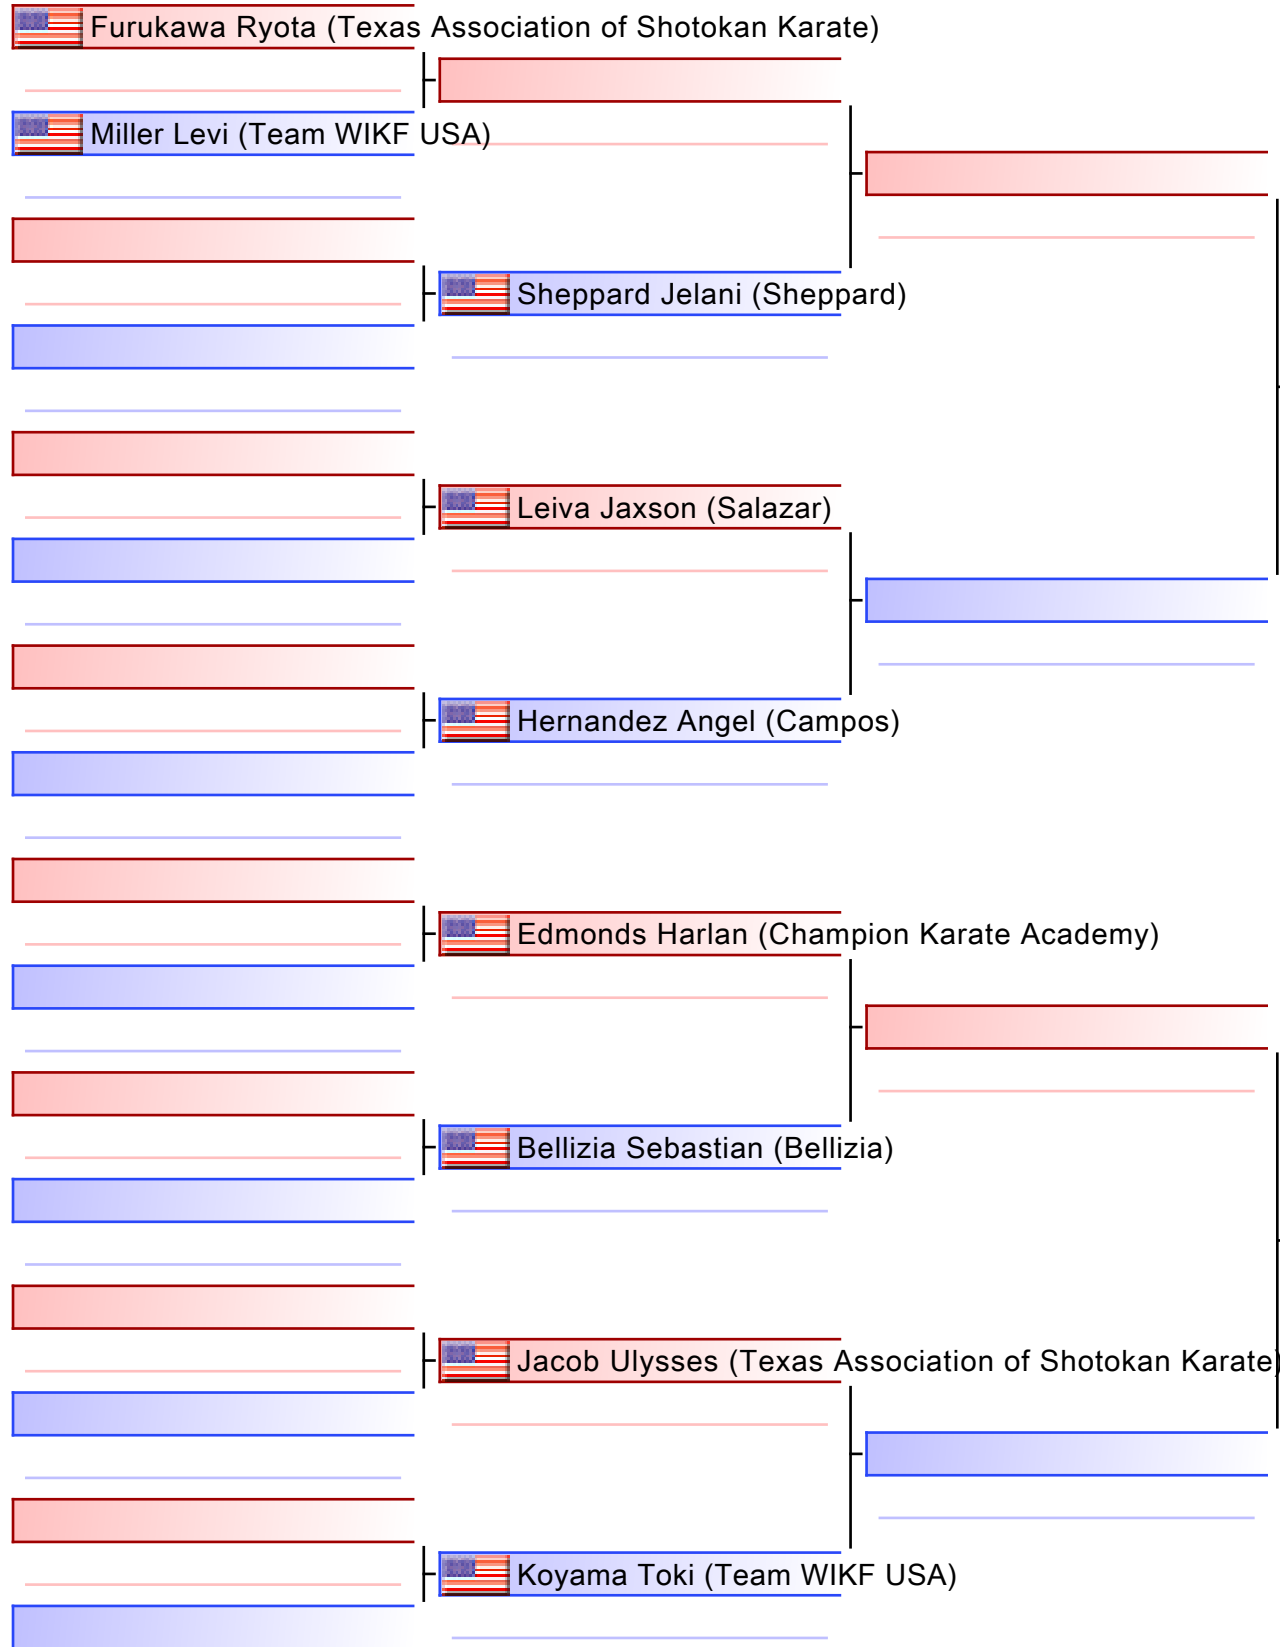 Furukawa Ryota (Texas Association of Shotokan Karate)
Miller Levi (Team WIKF USA)
Sheppard Jelani (Sheppard)
Leiva Jaxson (Salazar)
Hernandez Angel (Campos)
Edmonds Harlan (Champion Karate Academy)
Bellizia Sebastian (Bellizia)
Jacob Ulysses (Texas Association of Shotokan Karate)
Koyama Toki (Team WIKF USA)